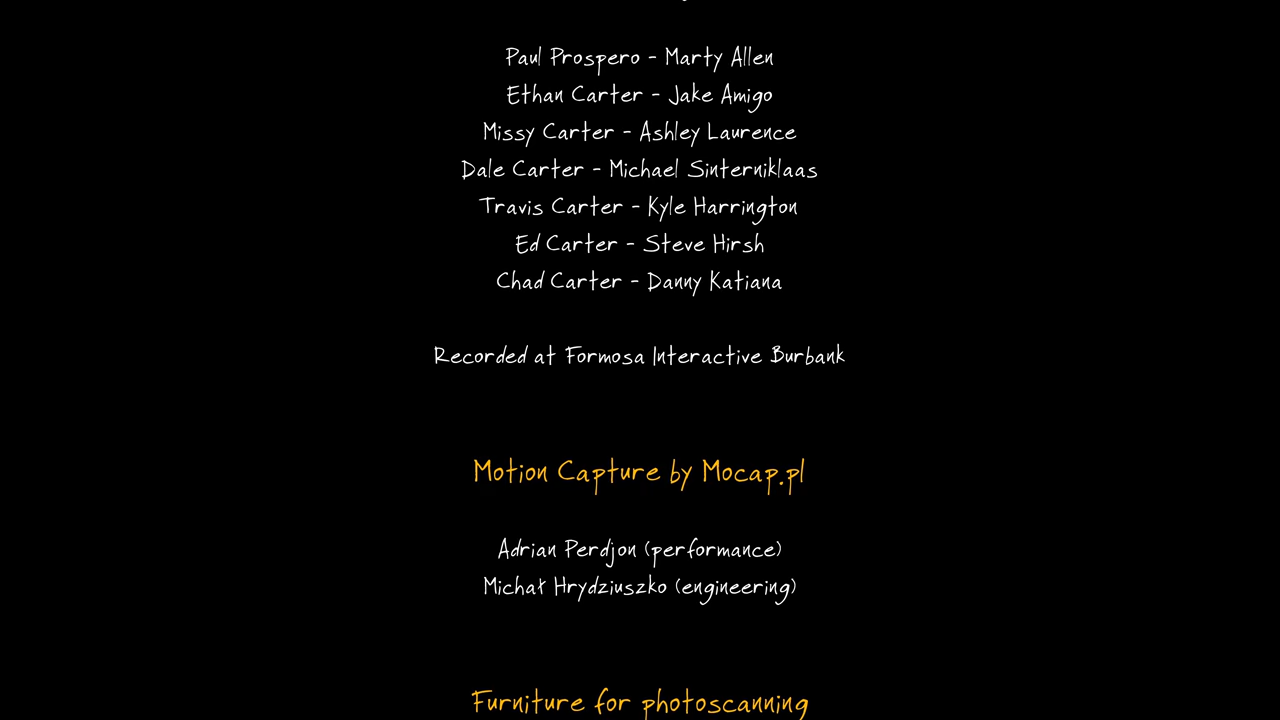 Paul Prospero - Marty Allen
Ethan Carter - Jake Amigo
Missy Carter - Ashley Laurence
Dale Carter - Michael Sinterniklaas
Travis Carter - Kyle Harrington
Ed Carter - Steve Hirsh
Chad Carter - Danny Katiana
Recorded at Formosa Interactive Burbank
Motion Capture by Mocap.pl
Adrian Perdjon (performance)
Michał Hrydziuszko (engineering)
Furniture for photoscanning